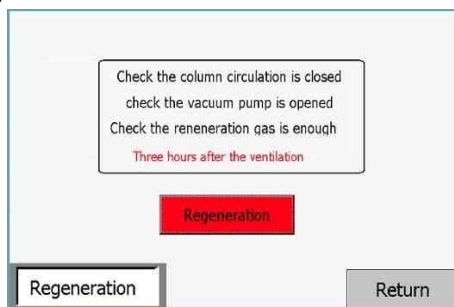 Check the column circulation is closed
check the vacuum pump is opened
Check the reneneration gas is enough
Three hours after the ventilation
Regeneration
Regeneration
Return